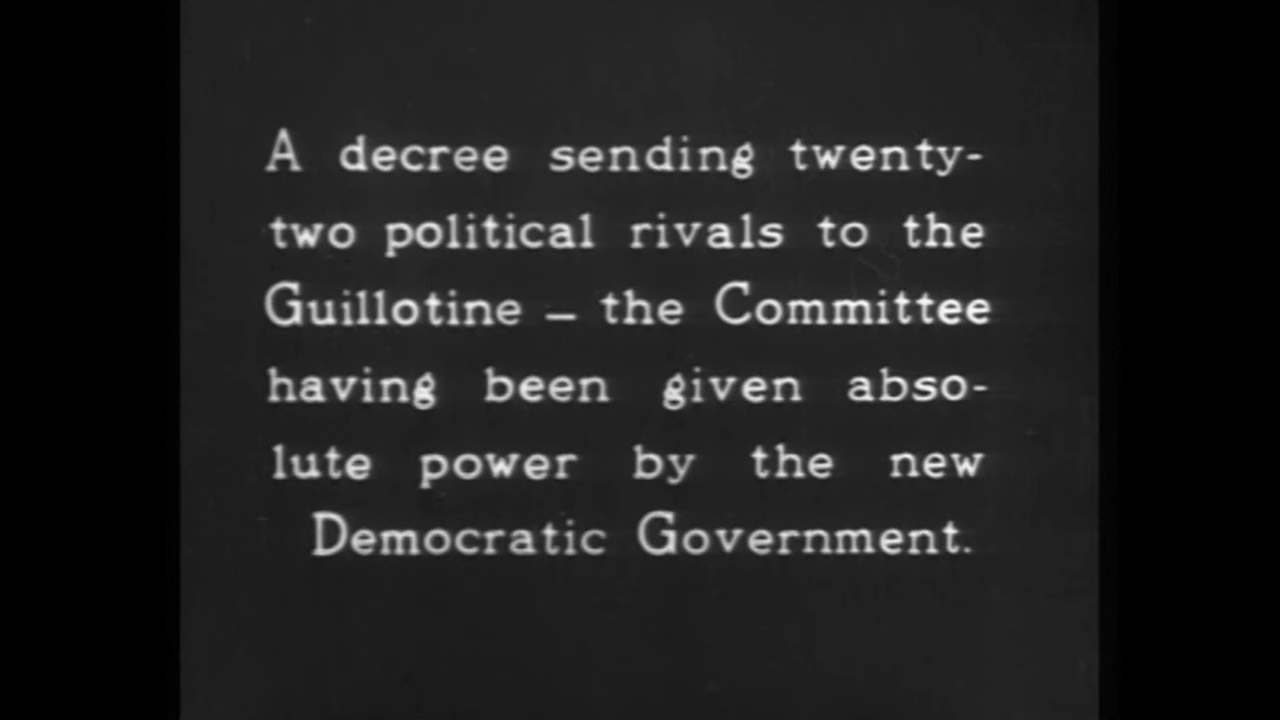 A decree sending twenty-
two political rivals to the
Guillotine — the Committee
having been given abso-
lute power by the new
Democratic Government.